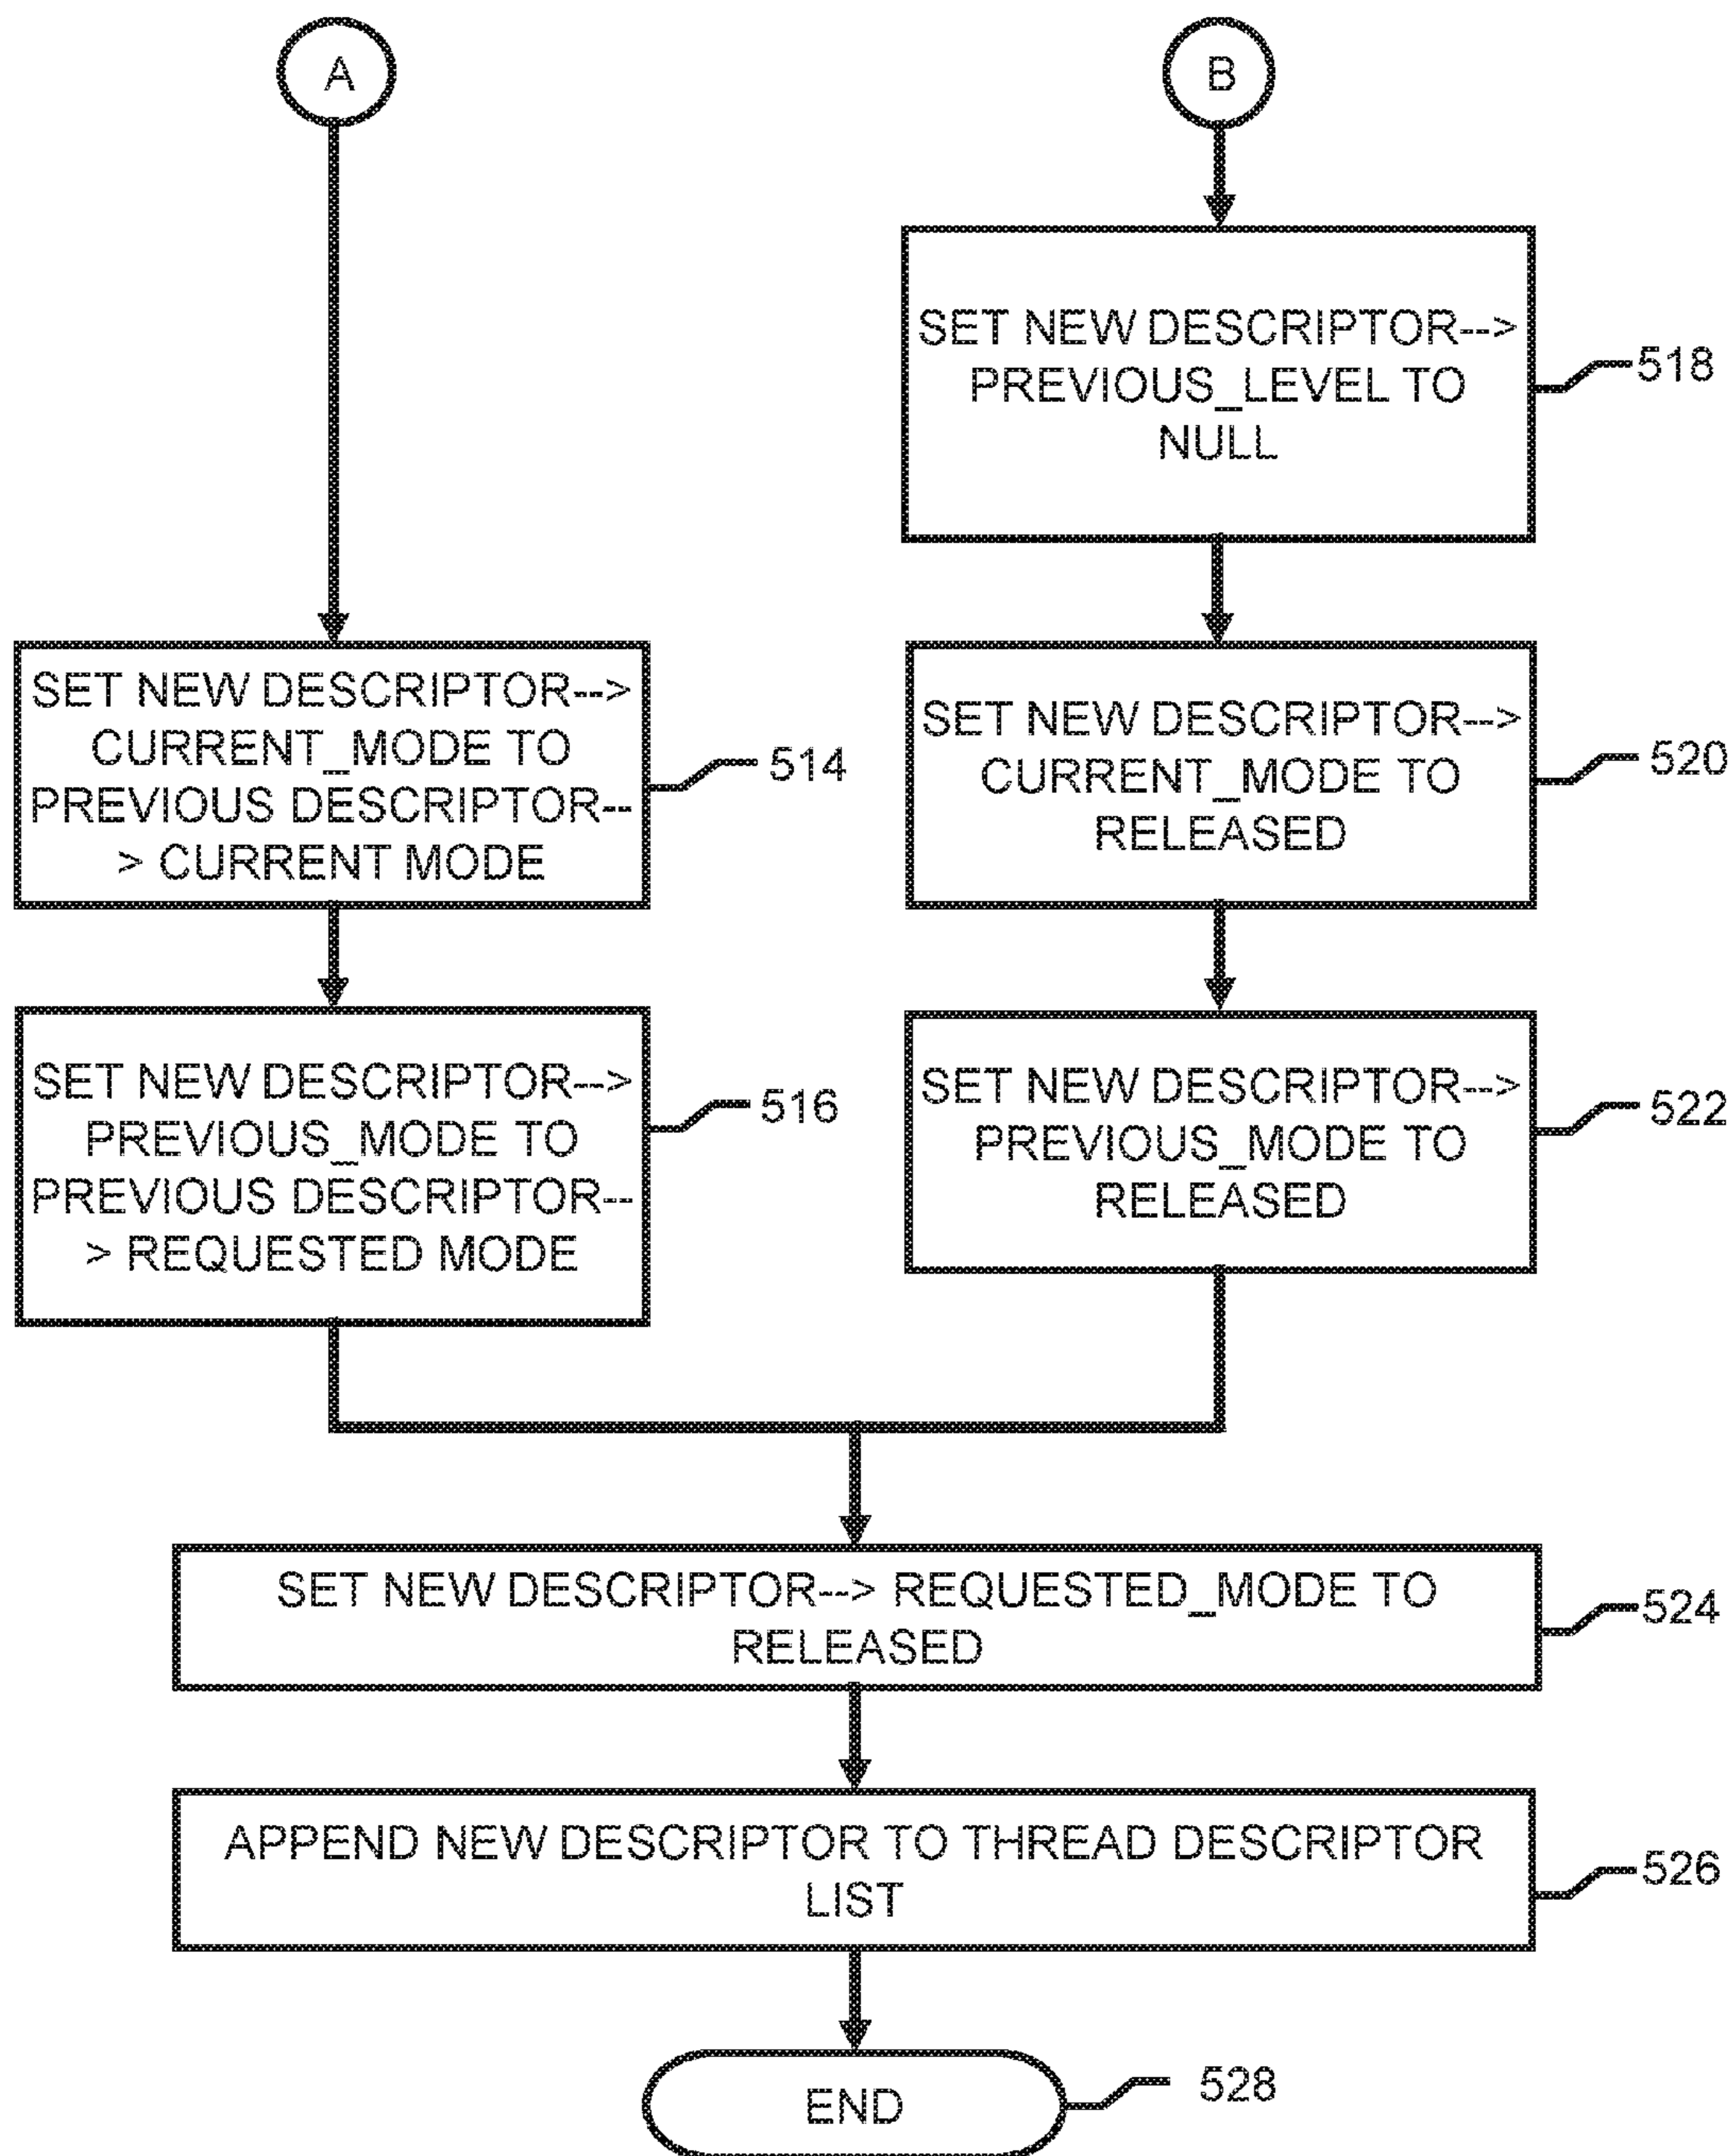 A
B
SET NEW DESCRIPTOR-->
PREVIOUS_LEVEL TO
NULL
518
SET NEW DESCRIPTOR-->
CURRENT_MODE TO
PREVIOUS DESCRIPTOR--
> CURRENT MODE
514
SET NEW DESCRIPTOR-->
CURRENT_MODE TO
RELEASED
520
SET NEW DESCRIPTOR-->
PREVIOUS_MODE TO
PREVIOUS DESCRIPTOR--
> REQUESTED MODE
516
SET NEW DESCRIPTOR-->
PREVIOUS_MODE TO
RELEASED
522
SET NEW DESCRIPTOR--> REQUESTED_MODE TO
RELEASED
524
APPEND NEW DESCRIPTOR TO THREAD DESCRIPTOR
LIST
526
END
528